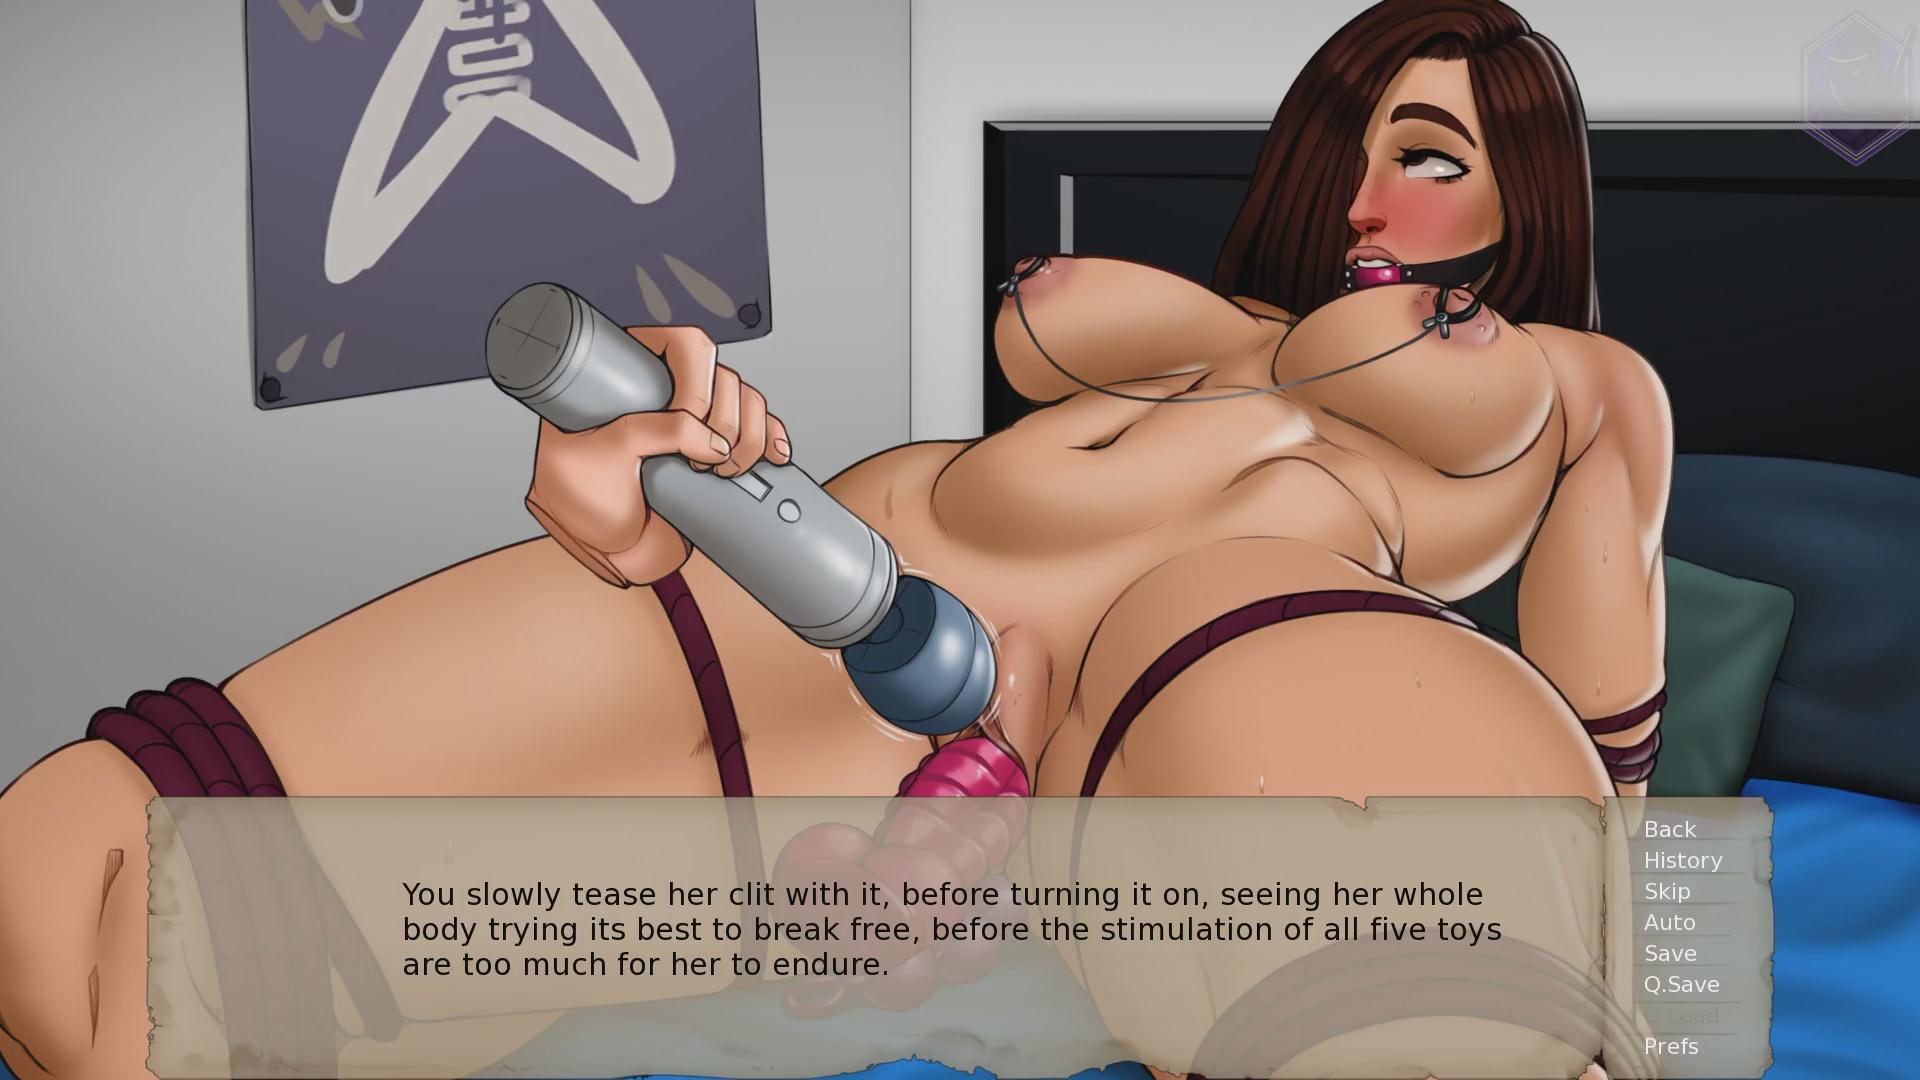 You slowly tease her clit with it, before turning it on, seeing her whole
body trying its best to break free, before the stimulation of all five toys
are too much for her to endure.
Back
History
Skip
Auto
Save
Q.Save
Q.Load
Prefs